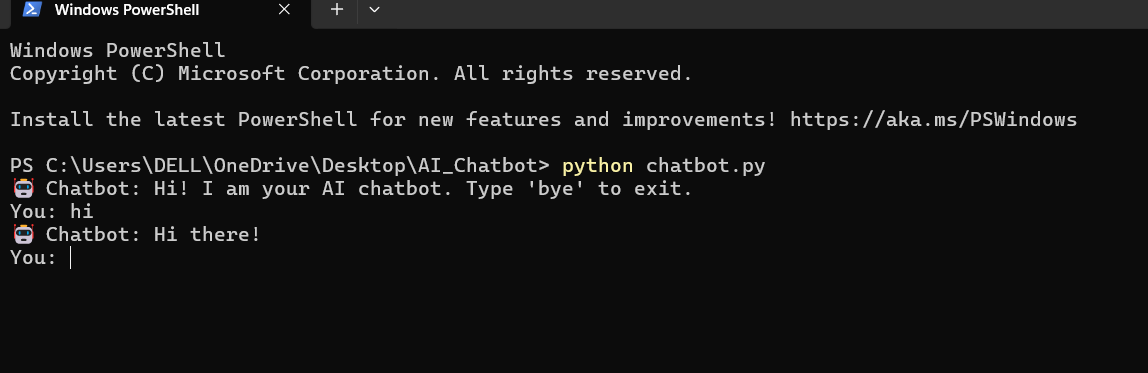 Windows PowerShell
Windows PowerShell
Copyright (C) Microsoft Corporation. All rights reserved.
Install the latest PowerShell for new features and improvements! https://aka.ms/PSWindows
PS C:\Users\DELL\OneDrive\Desktop\AI_Chatbot> python chatbot.py
🤖 Chatbot: Hi! I am your AI chatbot. Type 'bye' to exit.
You: hi
🤖 Chatbot: Hi there!
You: